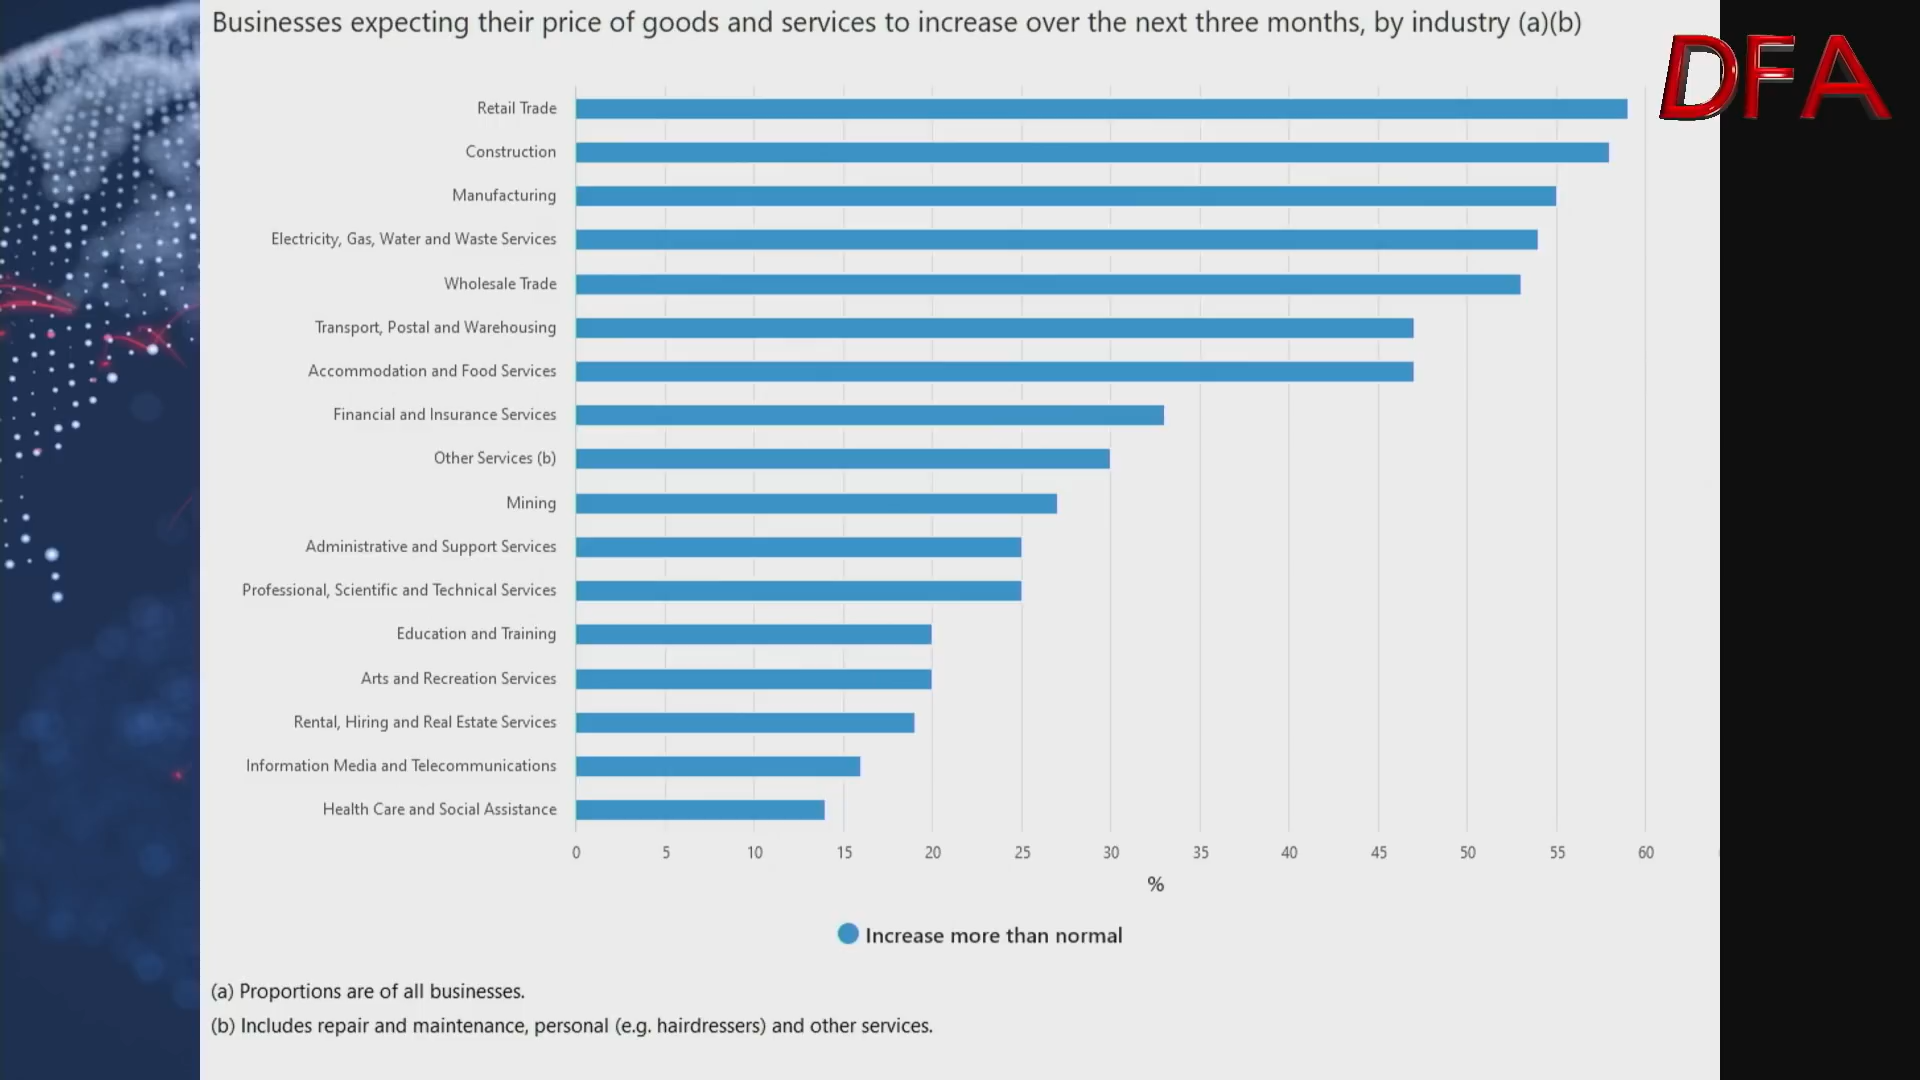 Businesses expecting their price of goods and services to increase over the next three months, by industry (a)(b)
DFA
Retail Trade
Construction
Manufacturing
Electricity, Gas, Water and Waste Services
Wholesale Trade
Transport, Postal and Warehousing
Accommodation and Food Services
Financial and Insurance Services
Other Services (b)
Mining
Administrative and Support Services
Professional, Scientific and Technical Services
Education and Training
Arts and Recreation Services
Rental, Hiring and Real Estate Services
Information Media and Telecommunications
Health Care and Social Assistance
0 5 10 15 20 25 30 35 40 45 50 55 60
%
Increase more than normal
(a) Proportions are of all businesses.
(b) Includes repair and maintenance, personal (e.g. hairdressers) and other services.